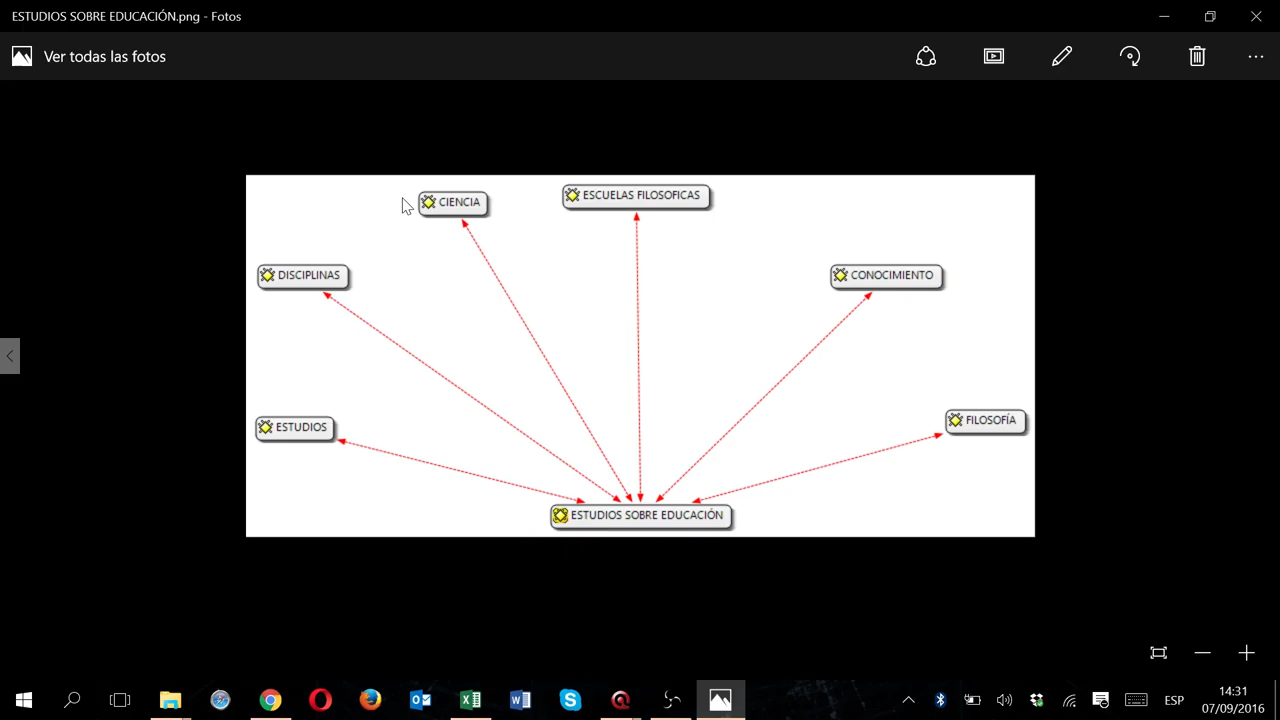 ESTUDIOS SOBRE EDUCACIÓN.png - Fotos
Ver todas las fotos
CIENCIA
ESCUELAS FILOSOFICAS
DISCIPLINAS
CONOCIMIENTO
ESTUDIOS
FILOSOFÍA
ESTUDIOS SOBRE EDUCACIÓN
ESP
14:31
07/09/2016